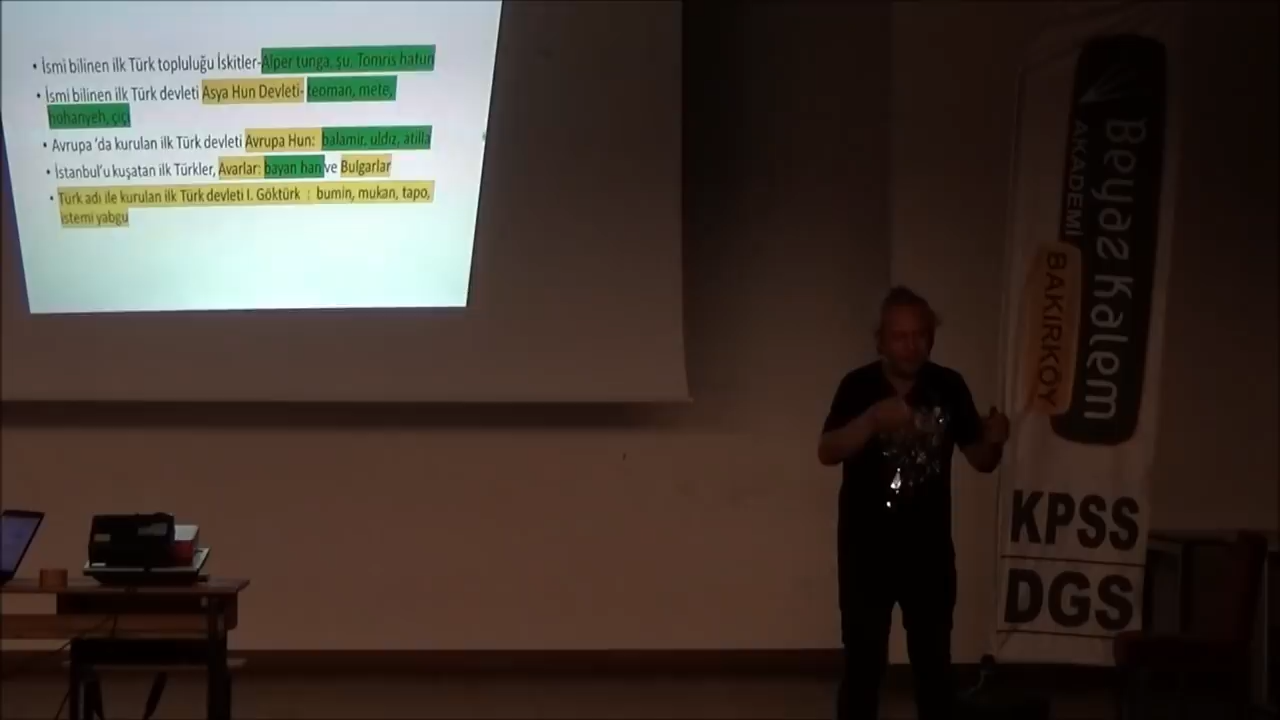 • İsmi bilinen ilk Türk topluluğu İskitler-Alper tunga, şu, Tomris hatun
• İsmi bilinen ilk Türk devleti Asya Hun Devleti- teoman, mete,
hohanyeh, çiçi
• Avrupa 'da kurulan ilk Türk devleti Avrupa Hun: balamir, uldız, atilla
• İstanbul'u kuşatan ilk Türkler, Avarlar: bayan han ve Bulgarlar
• Türk adı ile kurulan ilk Türk devleti I. Göktürk : bumin, mukan, tapo,
istemi yabgu
Beyaz Kalem
AKADEMİ
BAKIRKÖY
KPSS
DGS